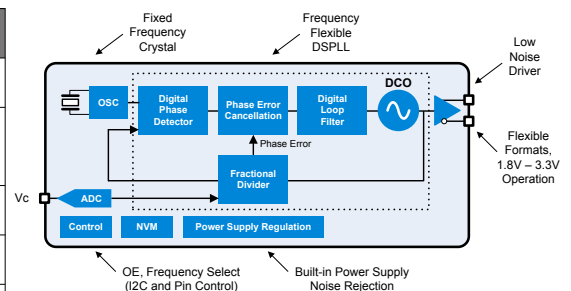 Fixed
Frequency
Crystal
Frequency
Flexible
DSPLL
Low
Noise
Driver
OSC
Digital
Phase
Detector
Phase Error
Cancellation
Digital
Loop
Filter
DCO
Phase Error
Fractional
Divider
Flexible
Formats,
1.8V – 3.3V
Operation
Vc
ADC
Control
NVM
Power Supply Regulation
OE, Frequency Select
(I2C and Pin Control)
Built-in Power Supply
Noise Rejection